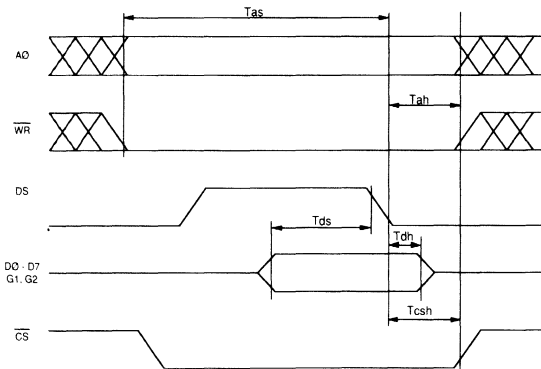 Tas
AØ
Tah
WR
DS
Tds
Tdh
DØ - D7
G1. G2
Tcsh
CS